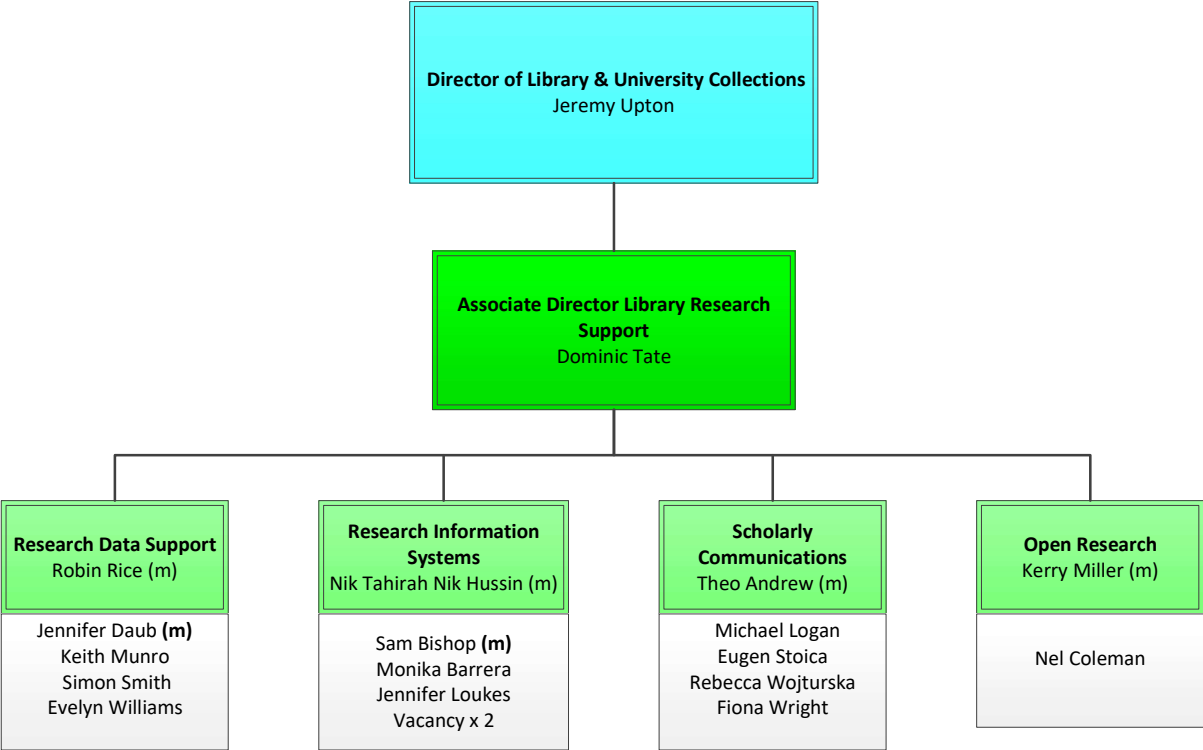 Director of Library & University Collections
Jeremy Upton
Associate Director Library Research
Support
Dominic Tate
Research Data Support
Robin Rice (m)
Jennifer Daub (m)
Keith Munro
Simon Smith
Evelyn Williams
Research Information
Systems
Nik Tahirah Nik Hussin (m)
Sam Bishop (m)
Monika Barrera
Jennifer Loukes
Vacancy x 2
Scholarly
Communications
Theo Andrew (m)
Michael Logan
Eugen Stoica
Rebecca Wojturska
Fiona Wright
Open Research
Kerry Miller (m)
Nel Coleman